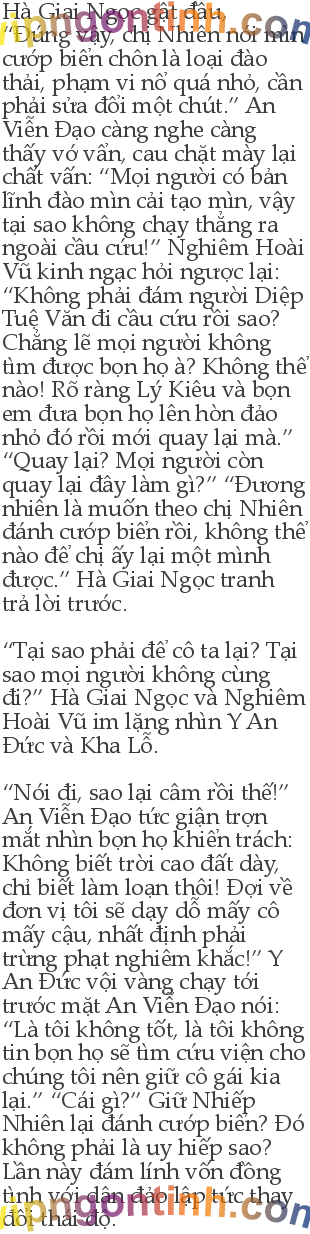 Hà Giai Ngọc gật đầu,
vipngontinh.com
“Đúng vậy, chị Nhiên nói mìn
cướp biển chôn là loại đào
thải, phạm vi nổ quá nhỏ, cần
phải sửa đổi một chút.” An
Viễn Đạo càng nghe càng
thấy vớ vẩn, cau chặt mày lại
chất vấn: “Mọi người có bản
lĩnh đào mìn cải tạo mìn, vậy
tại sao không chạy thẳng ra
ngoài cầu cứu!” Nghiêm Hoài
Vũ kinh ngạc hỏi ngược lại:
“Không phải đám người Diệp
Tuệ Văn đi cầu cứu rồi sao?
Chẳng lẽ mọi người không
tìm được bọn họ à? Không thể
nào! Rõ ràng Lý Kiêu và bọn
em đưa bọn họ lên hòn đảo
nhỏ đó rồi mới quay lại mà.”
“Quay lại? Mọi người còn
quay lại đây làm gì?” “Đương
nhiên là muốn theo chị Nhiên
đánh cướp biển rồi, không thể
nào để chị ấy lại một mình
được.” Hà Giai Ngọc tranh
trả lời trước.
“Tại sao phải để cô ta lại? Tại
sao mọi người không cùng
đi?” Hà Giai Ngọc và Nghiêm
Hoài Vũ im lặng nhìn Y An
Đức và Kha Lỗ.
“Nói đi, sao lại câm rồi thế!”
An Viễn Đạo tức giận trợn
mắt nhìn bọn họ khiển trách:
Không biết trời cao đất dày,
chỉ biết làm loạn thôi! Đợi về
đơn vị tôi sẽ dạy dỗ mấy cô
mấy cậu, nhất định phải
trừng phạt nghiêm khắc!” Y
An Đức vội vàng chạy tới
trước mặt An Viễn Đạo nói:
“Là tôi không tốt, là tôi không
tin bọn họ sẽ tìm cứu viện cho
chúng tôi nên giữ cô gái kia
lại.” “Cái gì?” Giữ Nhiếp
Nhiên lại đánh cướp biển? Đó
không phải là uy hiếp sao?
Lần này đám lính vốn đồng
tình với dân đảo lập tức thay
đổi thái độ.
vipngontinh.com